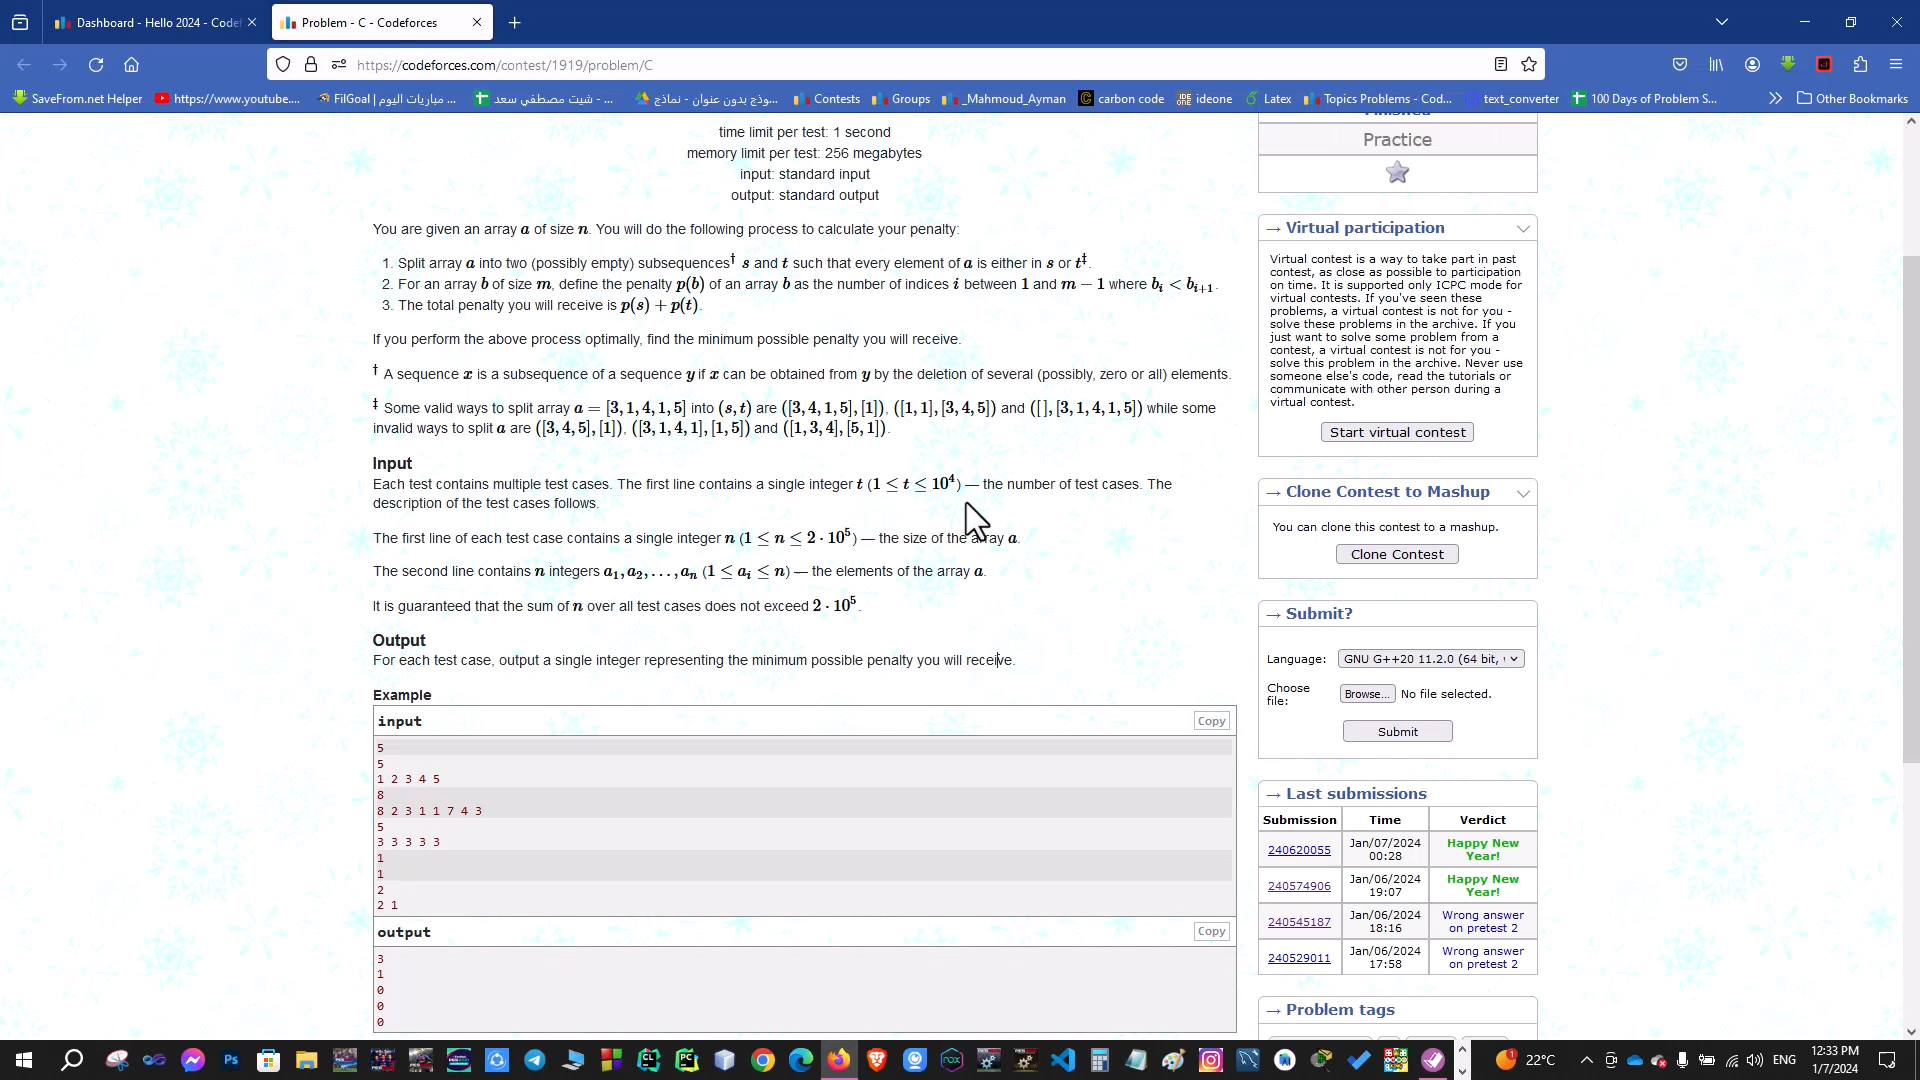 Dashboard - Hello 2024 - Codef
Problem - C - Codeforces
https://codeforces.com/contest/1919/problem/C
SaveFrom.net Helper
https://www.youtube....
FilGoal | مباريات اليوم ...
شيت مصطفي سعد - ...
نموذج بدون عنوان - نماذج...
Contests
Groups
_Mahmoud_Ayman
carbon code
ideone
Latex
Topics Problems - Cod...
text_converter
100 Days of Problem S...
Other Bookmarks
time limit per test: 1 second
memory limit per test: 256 megabytes
input: standard input
output: standard output
You are given an array a of size n. You will do the following process to calculate your penalty:
1. Split array a into two (possibly empty) subsequences† s and t such that every element of a is either in s or t‡.
2. For an array b of size m, define the penalty p(b) of an array b as the number of indices i between 1 and m − 1 where b_i < b_{i+1}.
3. The total penalty you will receive is p(s) + p(t).
If you perform the above process optimally, find the minimum possible penalty you will receive.
† A sequence x is a subsequence of a sequence y if x can be obtained from y by the deletion of several (possibly, zero or all) elements.
‡ Some valid ways to split array a = [3, 1, 4, 1, 5] into (s, t) are ([3, 4, 1, 5], [1]), ([1, 1], [3, 4, 5]) and ([ ], [3, 1, 4, 1, 5]) while some
invalid ways to split a are ([3, 4, 5], [1]), ([3, 1, 4, 1], [1, 5]) and ([1, 3, 4], [5, 1]).
Input
Each test contains multiple test cases. The first line contains a single integer t (1 ≤ t ≤ 10^4) — the number of test cases. The
description of the test cases follows.
The first line of each test case contains a single integer n (1 ≤ n ≤ 2 · 10^5) — the size of the array a.
The second line contains n integers a_1, a_2, …, a_n (1 ≤ a_i ≤ n) — the elements of the array a.
It is guaranteed that the sum of n over all test cases does not exceed 2 · 10^5.
Output
For each test case, output a single integer representing the minimum possible penalty you will receive.
Example
input
Copy
5
5
1 2 3 4 5
8
8 2 3 1 1 7 4 3
5
3 3 3 3 3
1
1
2
2 1
output
Copy
3
1
0
0
0
Finished
Practice
→ Virtual participation
Virtual contest is a way to take part in past
contest, as close as possible to participation
on time. It is supported only ICPC mode for
virtual contests. If you've seen these
problems, a virtual contest is not for you -
solve these problems in the archive. If you
just want to solve some problem from a
contest, a virtual contest is not for you -
solve this problem in the archive. Never use
someone else's code, read the tutorials or
communicate with other person during a
virtual contest.
Start virtual contest
→ Clone Contest to Mashup
You can clone this contest to a mashup.
Clone Contest
→ Submit?
Language: GNU G++20 11.2.0 (64 bit,
Choose
file:
Browse... No file selected.
Submit
→ Last submissions
Submission Time Verdict
240620055 Jan/07/2024 00:28 Happy New Year!
240574906 Jan/06/2024 19:07 Happy New Year!
240545187 Jan/06/2024 18:16 Wrong answer on pretest 2
240529011 Jan/06/2024 17:58 Wrong answer on pretest 2
→ Problem tags
22°C
ENG
12:33 PM
1/7/2024